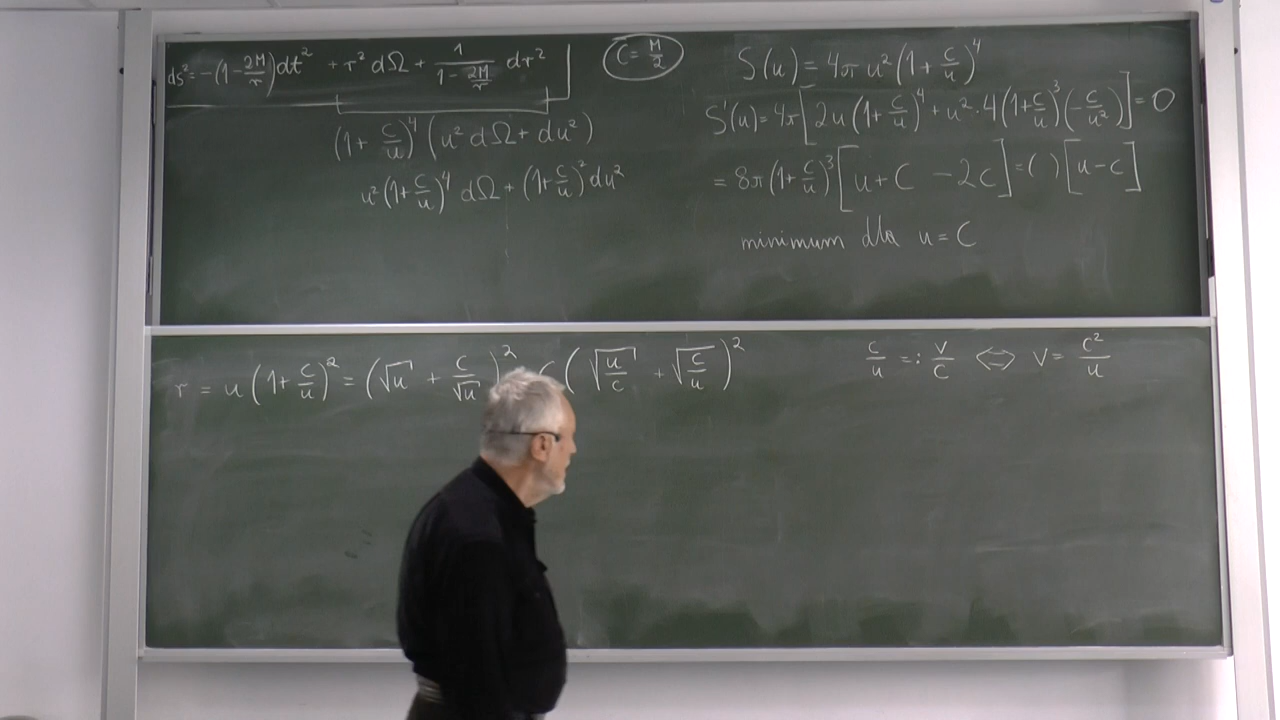 ds² = -(1 - 2M/r)dt² + r² dΩ + 1/(1 - 2M/r) dr²
(1 + C/u)⁴ (u² dΩ + du²)
u²(1 + C/u)⁴ dΩ + (1 + C/u)² du²
C = M/2
S(u) = 4π u² (1 + C/u)⁴
S'(u) = 4π [2u (1 + C/u)⁴ + u² · 4(1 + C/u)³ (-C/u²)] = 0
= 8π (1 + C/u)³ [u + C - 2C] = ( ) [u - C]
minimum dla u = C
r = u (1 + C/u)² = (√u + C/√u)² C (√u/C + √C/u)²
C/u =: V/C ⇔ V = C²/u